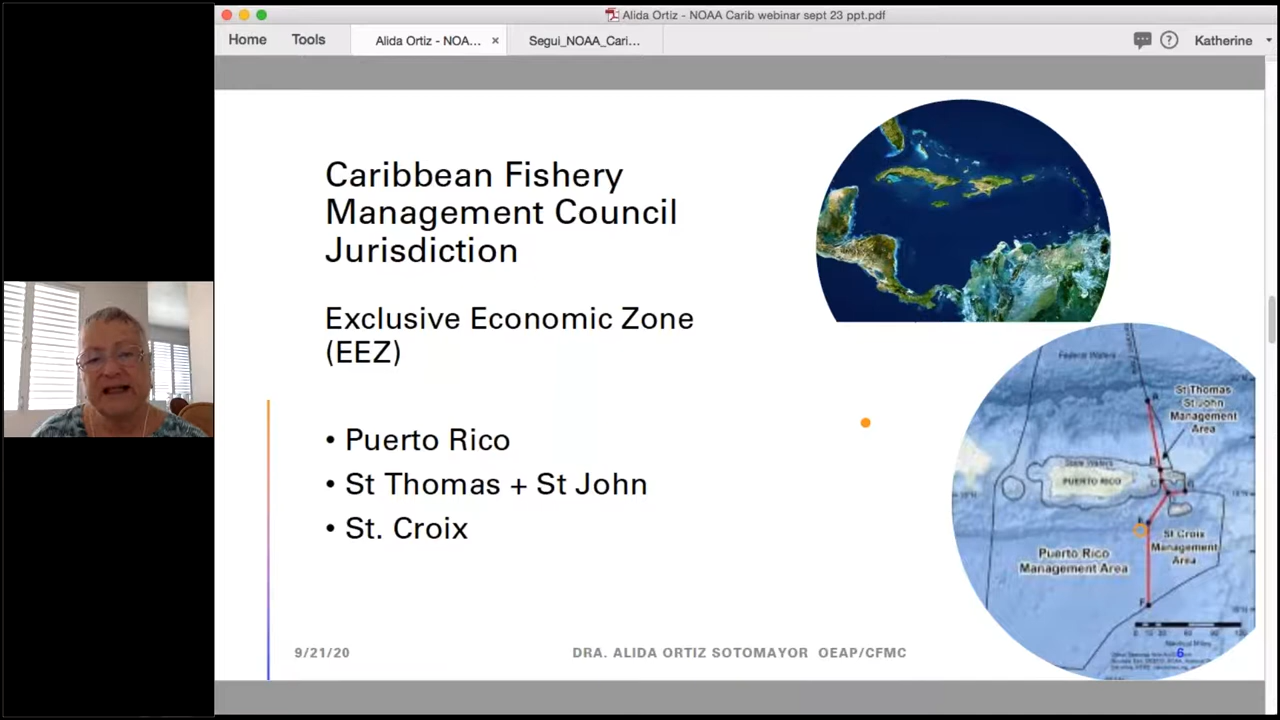 Alida Ortiz - NOAA Carib webinar sept 23 ppt.pdf
Home Tools Alida Ortiz - NOA... × Segui_NOAA_Cari... ? Katherine
Caribbean Fishery
Management Council
Jurisdiction
Exclusive Economic Zone
(EEZ)
• Puerto Rico
• St Thomas + St John
• St. Croix
Federal Waters
A
St Thomas
St John
Management
Area
State Waters
PUERTO RICO
St Croix
Management
Area
Puerto Rico
Management Area
F
Nautical Miles
9/21/20 DRA. ALIDA ORTIZ SOTOMAYOR OEAP/CFMC 6